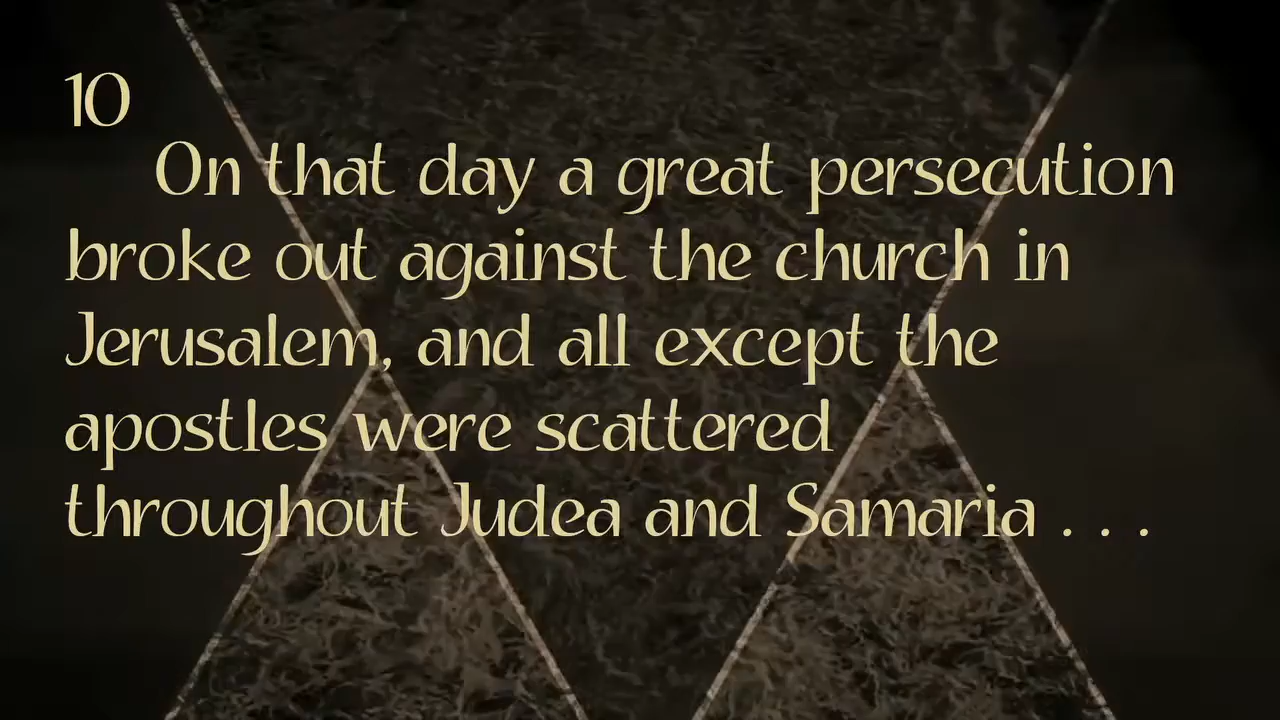 10
On that day a great persecution
broke out against the church in
Jerusalem, and all except the
apostles were scattered
throughout Judea and Samaria . . .